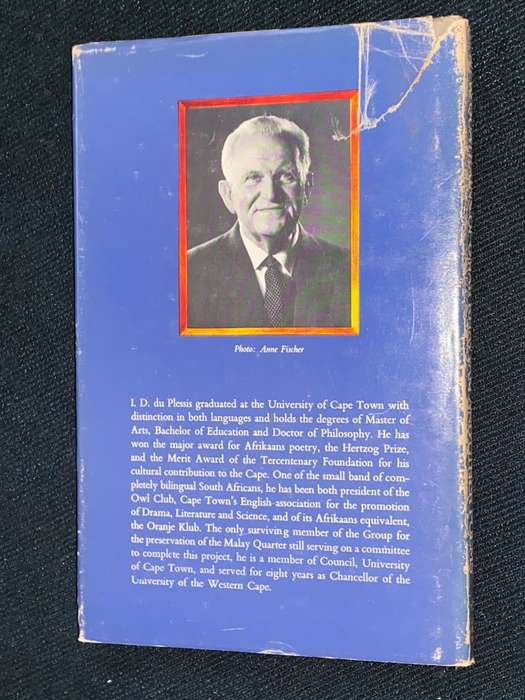 Photo: Anne Fischer
I. D. du Plessis graduated at the University of Cape Town with
distinction in both languages and holds the degrees of Master of
Arts, Bachelor of Education and Doctor of Philosophy. He has
won the major award for Afrikaans poetry, the Hertzog Prize,
and the Merit Award of the Tercentenary Foundation for his
cultural contribution to the Cape. One of the small band of com-
pletely bilingual South Africans, he has been both president of the
Owl Club, Cape Town's English association for the promotion
of Drama, Literature and Science, and of its Afrikaans equivalent,
the Oranje Klub. The only surviving member of the Group for
the preservation of the Malay Quarter still serving on a committee
to complete this project, he is a member of Council, University
of Cape Town, and served for eight years as Chancellor of the
University of the Western Cape.